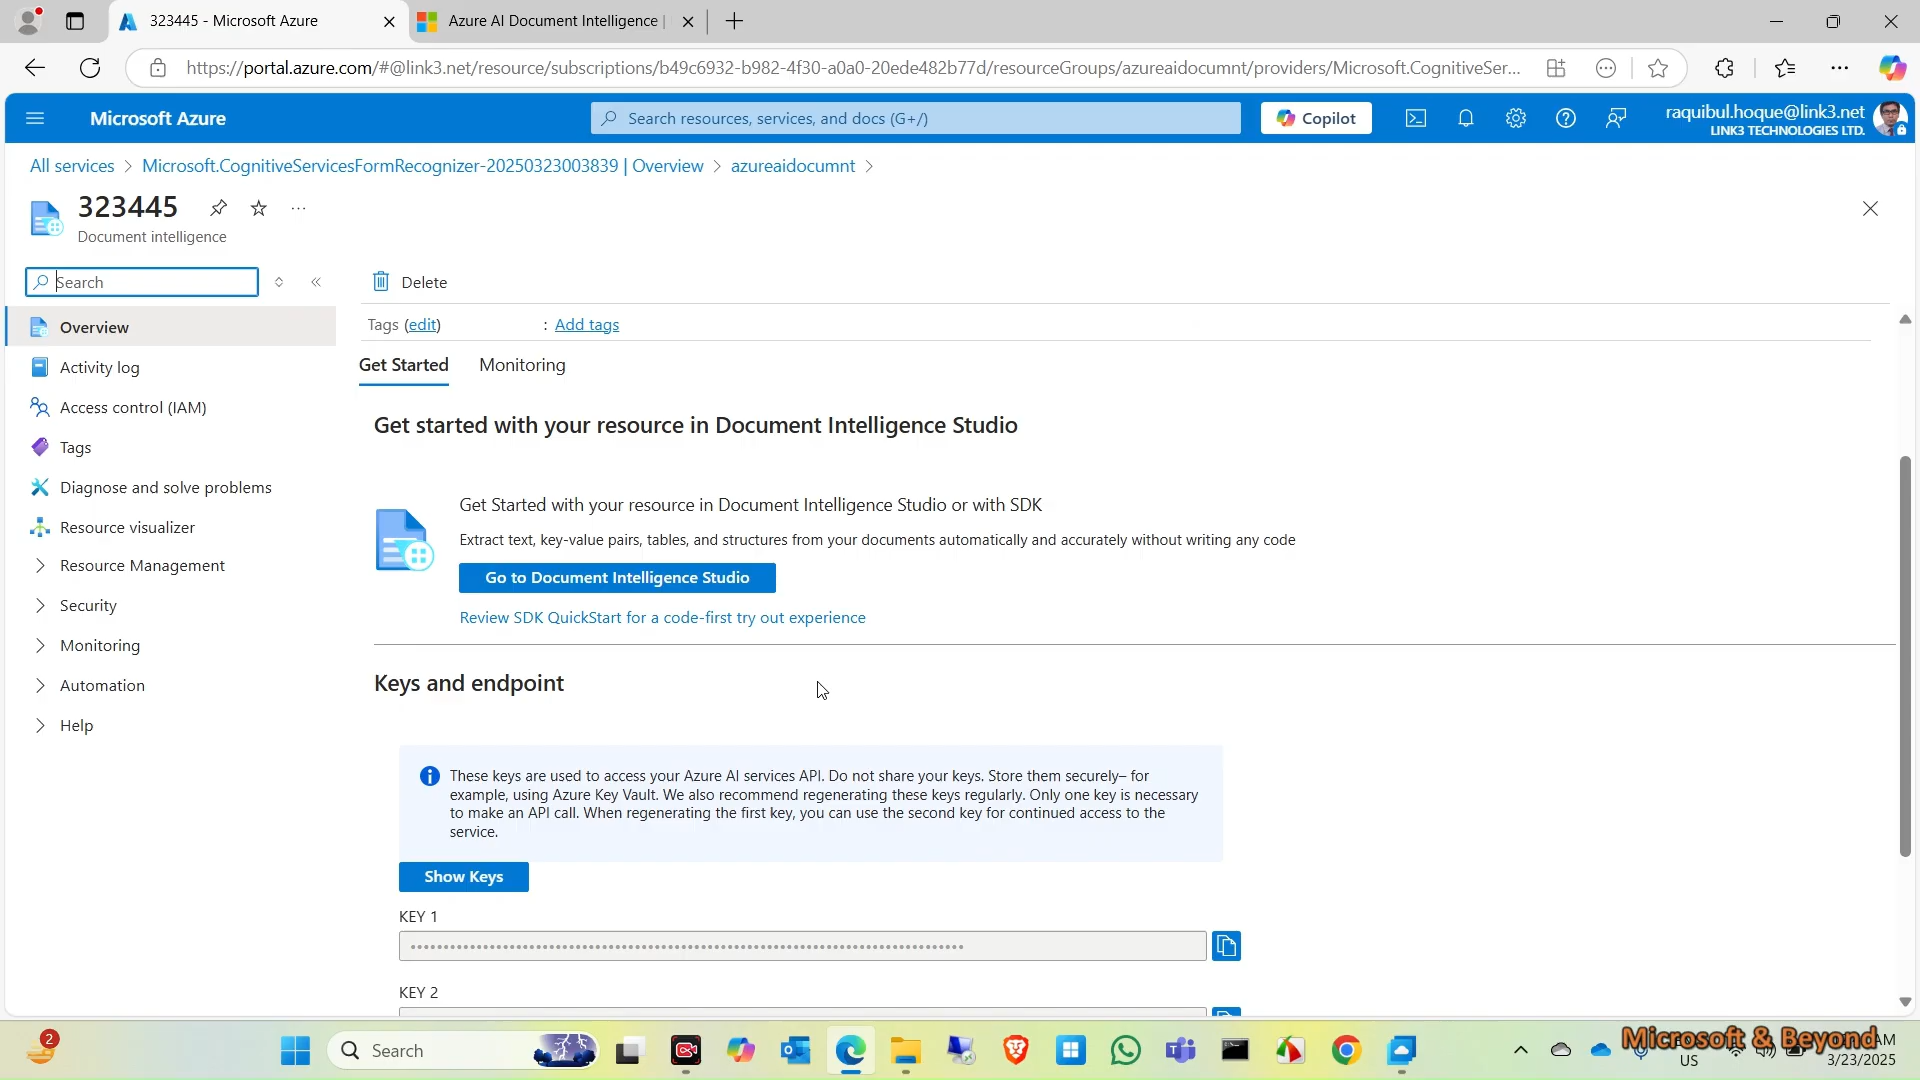 323445 - Microsoft Azure
Azure AI Document Intelligence |
https://portal.azure.com/#@link3.net/resource/subscriptions/b49c6932-b982-4f30-a0a0-20ede482b77d/resourceGroups/azureaidocumnt/providers/Microsoft.CognitiveSer...
Microsoft Azure
Search resources, services, and docs (G+/)
Copilot
raquibul.hoque@link3.net
LINK3 TECHNOLOGIES LTD.
All services > Microsoft.CognitiveServicesFormRecognizer-20250323003839 | Overview > azureaidocumnt >
323445
Document intelligence
Search
Delete
Tags (edit) : Add tags
Overview
Activity log
Access control (IAM)
Tags
Diagnose and solve problems
Resource visualizer
Resource Management
Security
Monitoring
Automation
Help
Get Started
Monitoring
Get started with your resource in Document Intelligence Studio
Get Started with your resource in Document Intelligence Studio or with SDK
Extract text, key-value pairs, tables, and structures from your documents automatically and accurately without writing any code
Go to Document Intelligence Studio
Review SDK QuickStart for a code-first try out experience
Keys and endpoint
These keys are used to access your Azure AI services API. Do not share your keys. Store them securely– for
example, using Azure Key Vault. We also recommend regenerating these keys regularly. Only one key is necessary
to make an API call. When regenerating the first key, you can use the second key for continued access to the
service.
Show Keys
KEY 1
KEY 2
2
Search
Microsoft & Beyond
US
AM
3/23/2025